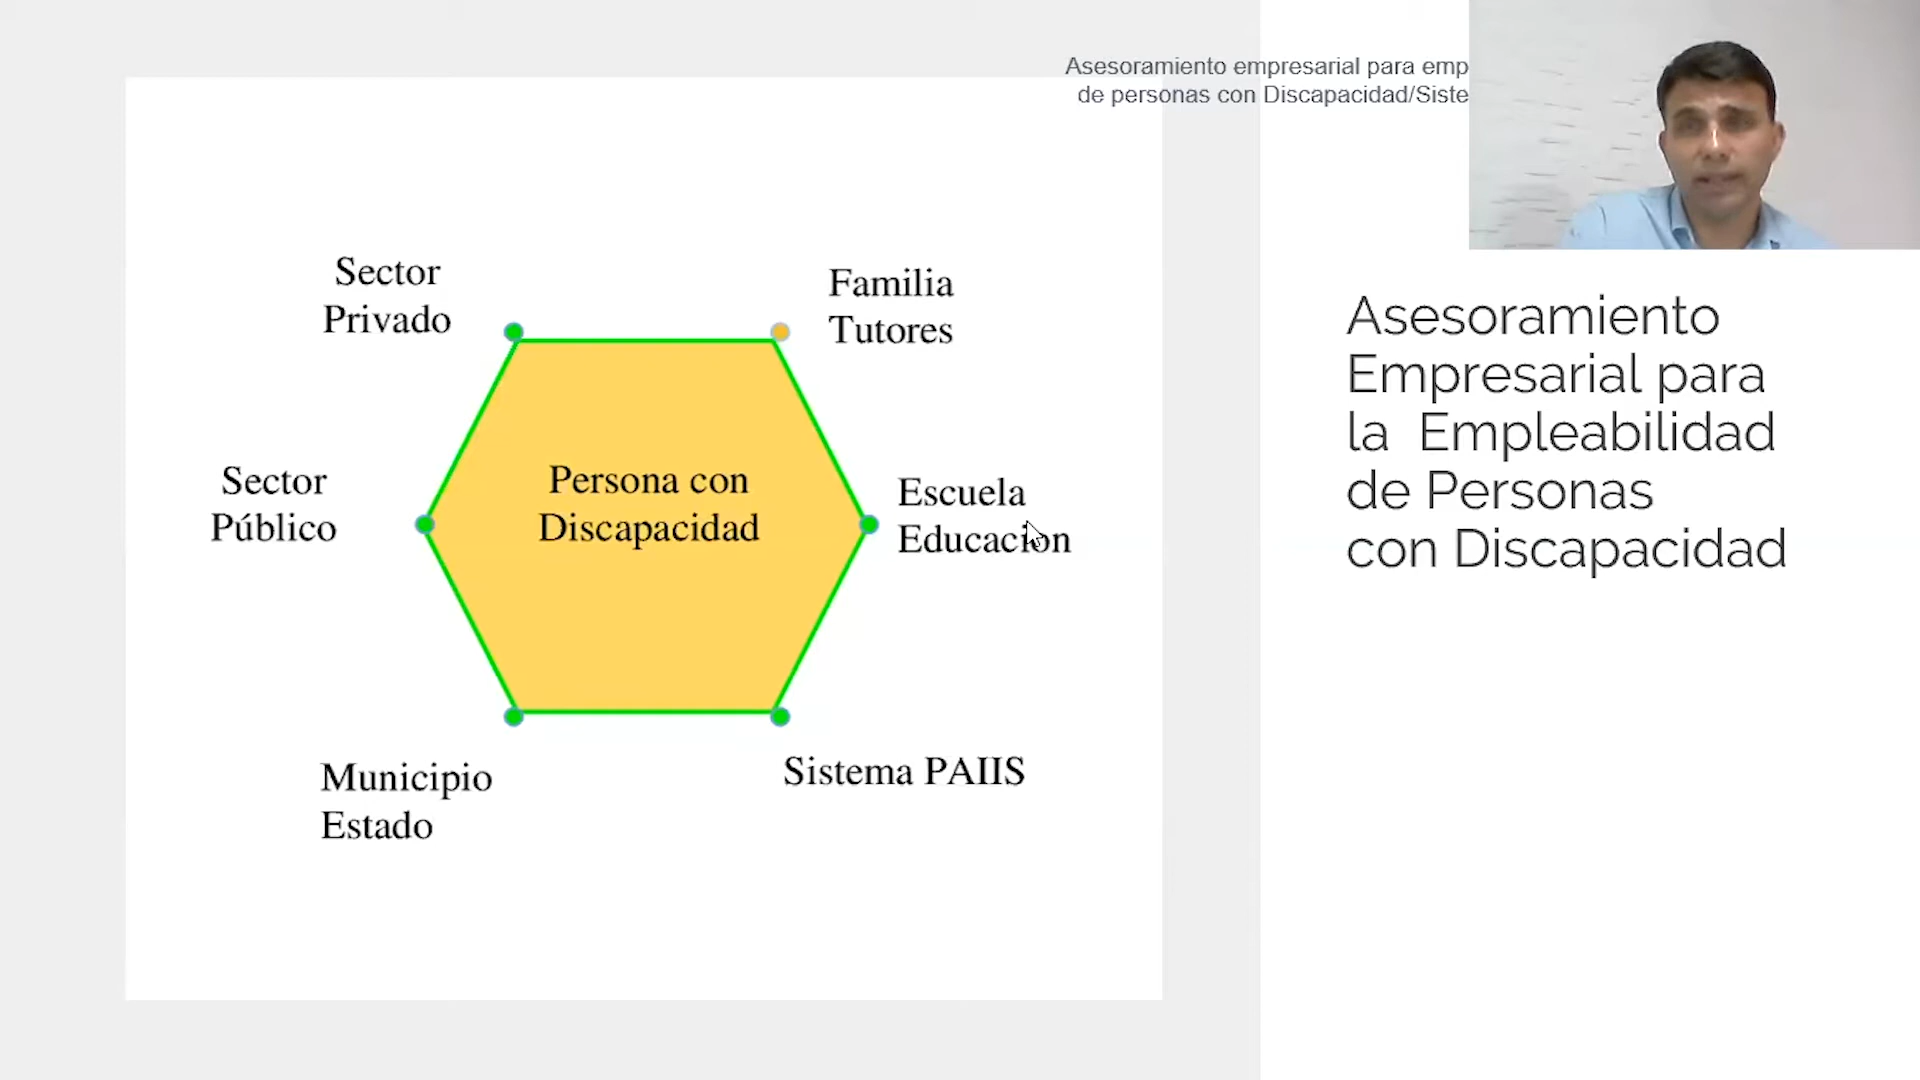 Asesoramiento empresarial para emp
de personas con Discapacidad/Siste
Sector
Privado
Familia
Tutores
Sector
Público
Persona con
Discapacidad
Escuela
Educación
Municipio
Estado
Sistema PAIIS
Asesoramiento
Empresarial para
la Empleabilidad
de Personas
con Discapacidad